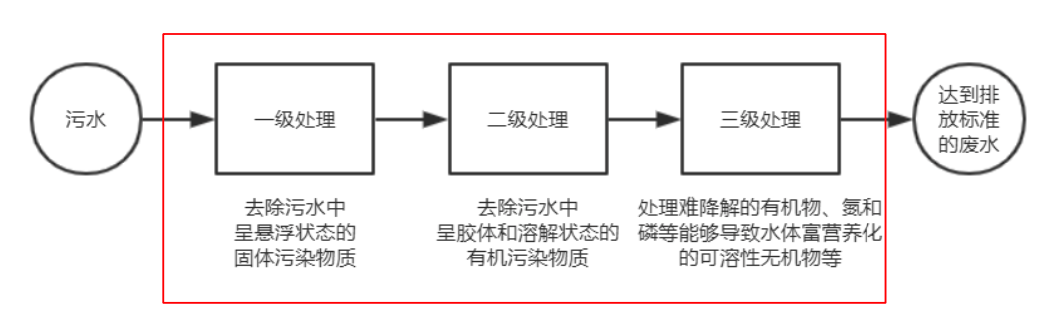 污水
一级处理
二级处理
三级处理
达到排
放标准
的废水
去除污水中
呈悬浮状态的
固体污染物质
去除污水中
呈胶体和溶解状态的
有机污染物质
处理难降解的有机物、氮和
磷等能够导致水体富营养化
的可溶性无机物等